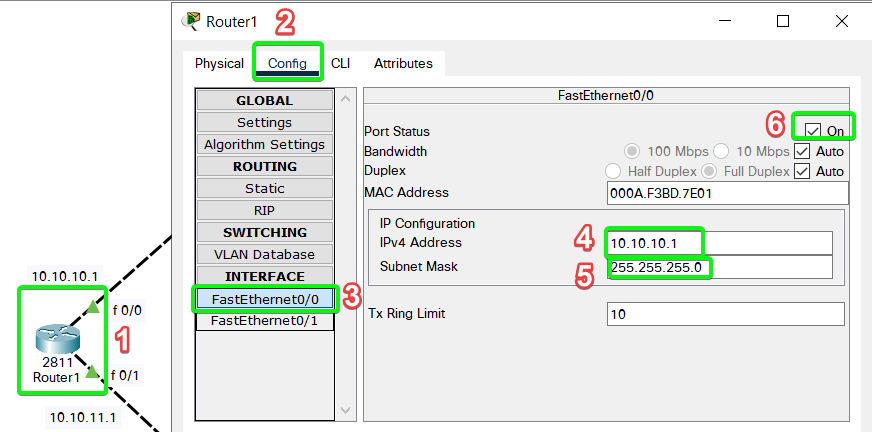 Router1
2
Physical Config CLI Attributes
GLOBAL
Settings
Algorithm Settings
ROUTING
Static
RIP
SWITCHING
VLAN Database
INTERFACE
FastEthernet0/0
3
FastEthernet0/1
FastEthernet0/0
6
Port Status On
Bandwidth 100 Mbps 10 Mbps Auto
Duplex Half Duplex Full Duplex Auto
MAC Address 000A.F3BD.7E01
IP Configuration
IPv4 Address 4 10.10.10.1
Subnet Mask 5 255.255.255.0
Tx Ring Limit 10
10.10.10.1
f 0/0
1
2811
Router1
f 0/1
10.10.11.1